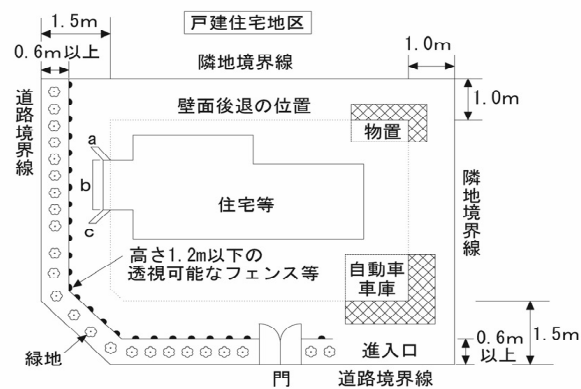 戸建住宅地区
1.5m
0.6m以上
隣地境界線
1.0m
1.0m
道路境界線
壁面後退の位置
物置
a
b
c
住宅等
隣地境界線
高さ1.2m以下の
透視可能なフェンス等
自動車
車庫
緑地
門
進入口
道路境界線
0.6m
以上
1.5m